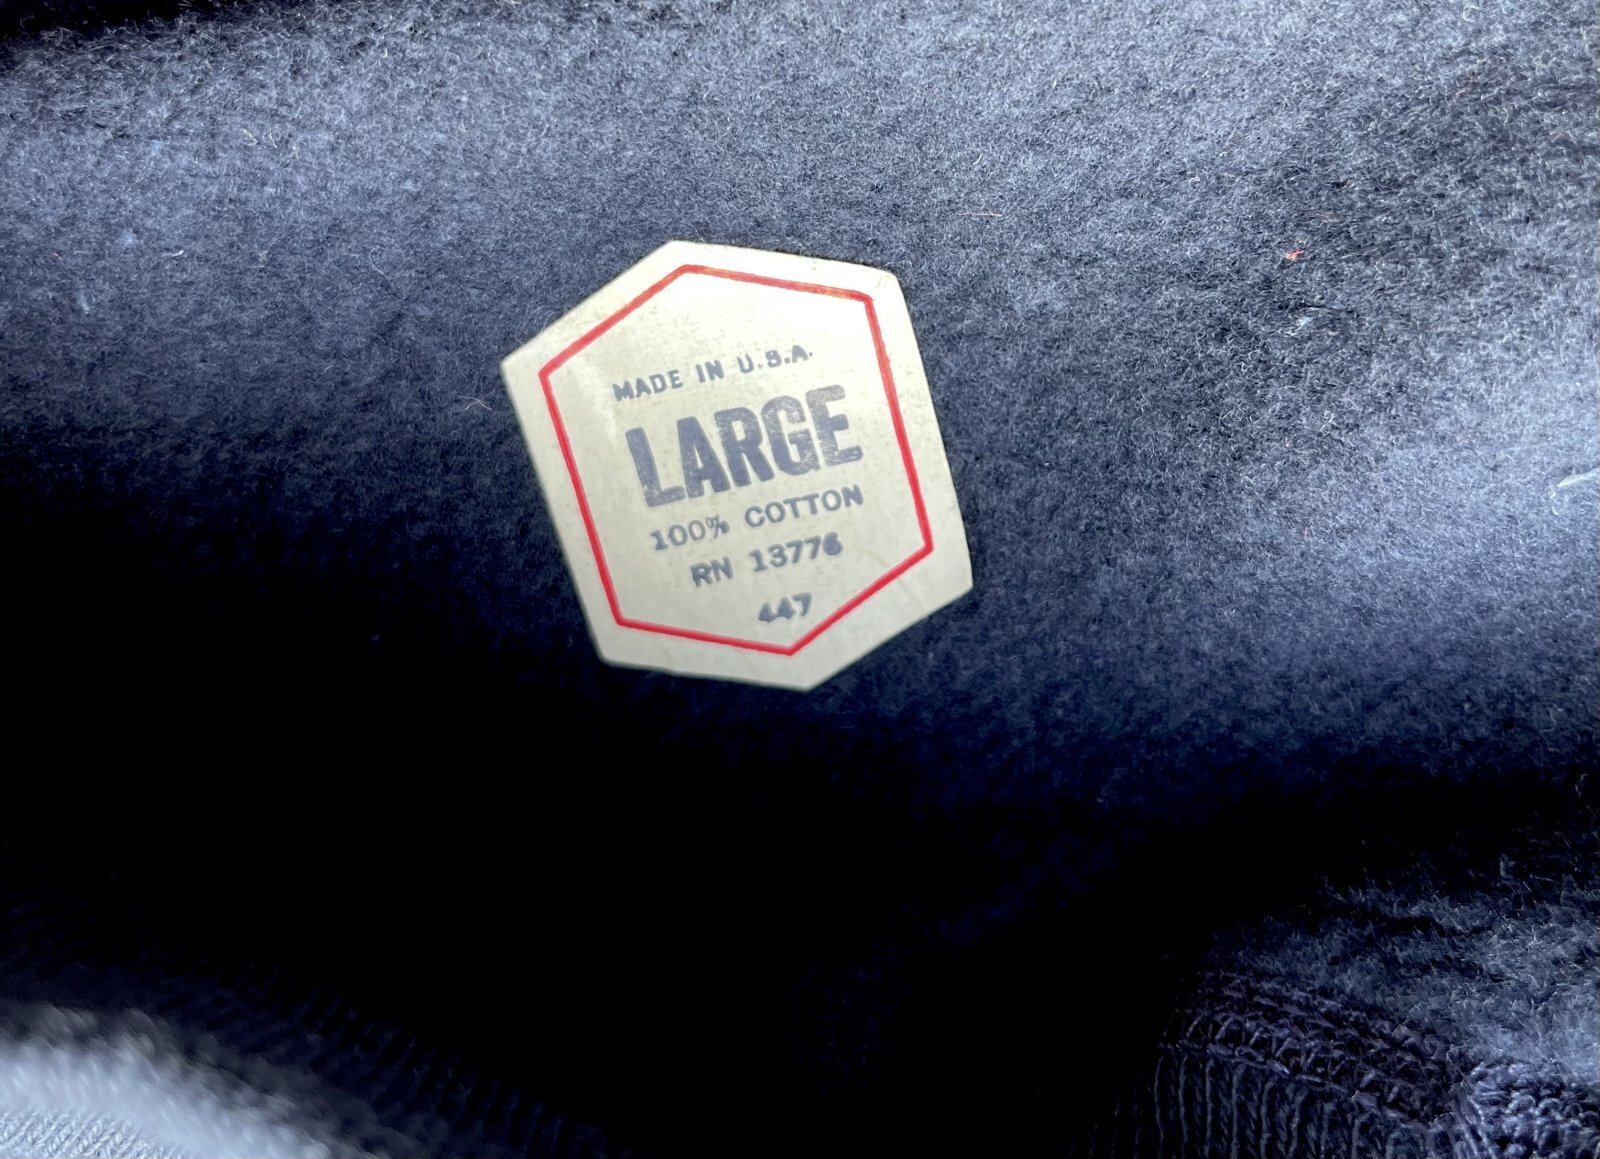 MADE IN U.S.A.
LARGE
100% COTTON
RN 13776
447